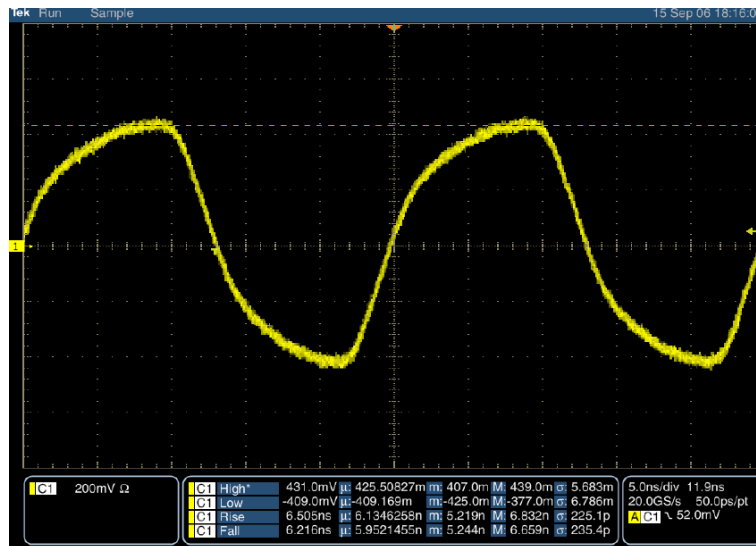 Tek Run Sample 15 Sep 06 18:16:0
1
C1 200mV Ω
C1 High* 431.0mV µ: 425.50827m m: 407.0m M: 439.0m σ: 5.683m
C1 Low -409.0mV µ: -409.169m m: -425.0m M: -377.0m σ: 6.786m
C1 Rise 6.505ns µ: 6.1346258n m: 5.219n M: 6.832n σ: 225.1p
C1 Fall 6.216ns µ: 5.9521455n m: 5.244n M: 6.659n σ: 235.4p
5.0ns/div 11.9ns
20.0GS/s 50.0ps/pt
A C1 52.0mV